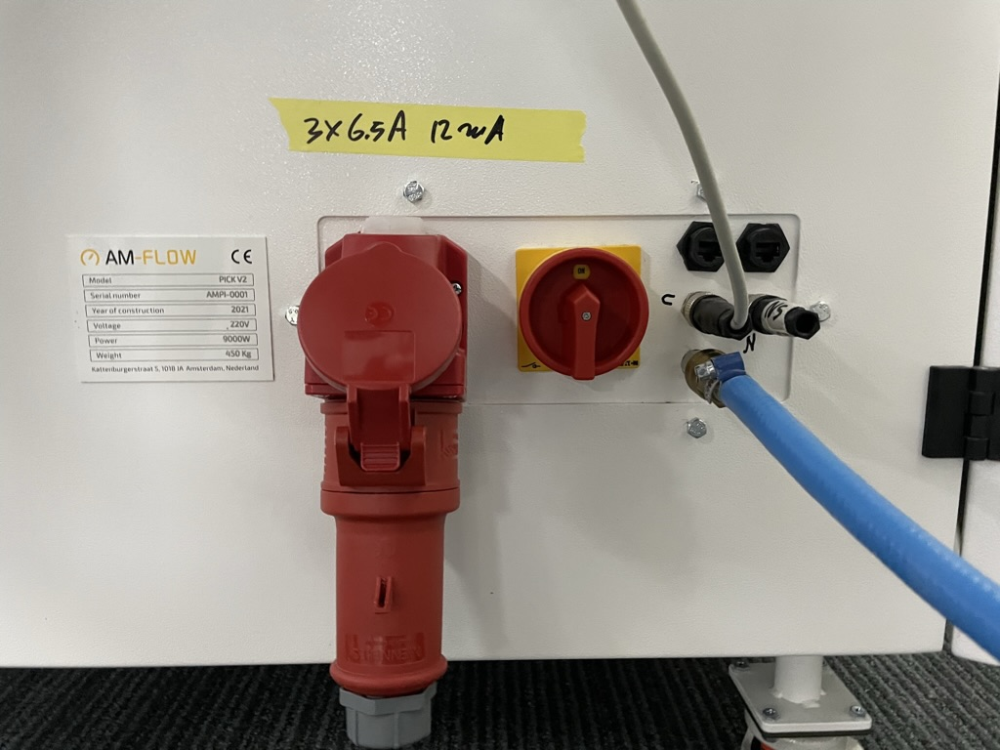 3x6.5A 12mA
AM-FLOW CE
Model PICK V2
Serial number AMPI-0001
Year of construction 2021
Voltage 220V
Power 9000W
Weight 450 Kg
Kattenburgerstraat 5, 1018 JA Amsterdam, Nederland
ON
N